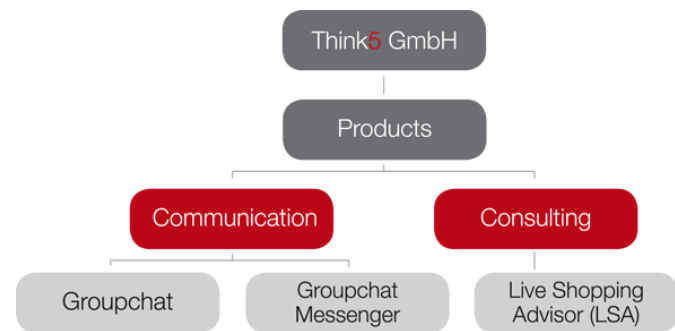 Think5 GmbH
Products
Communication
Consulting
Groupchat
Groupchat
Messenger
Live Shopping
Advisor (LSA)